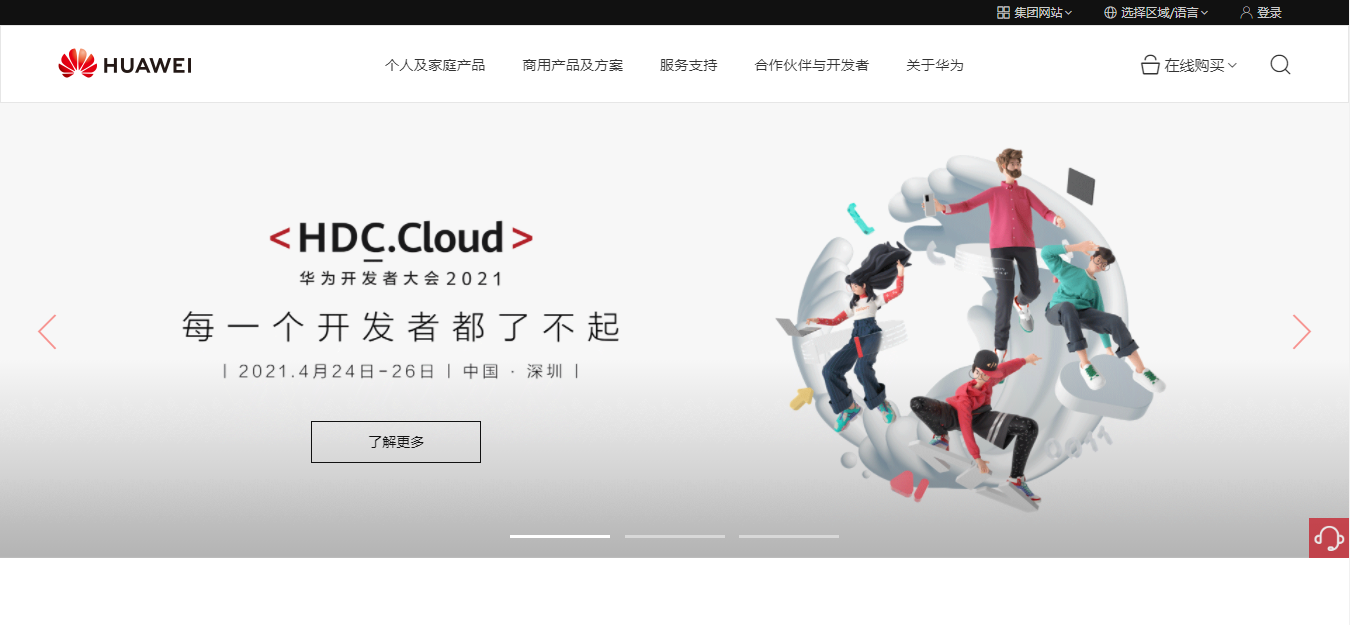 集团网站 选择区域/语言 登录
HUAWEI 个人及家庭产品 商用产品及方案 服务支持 合作伙伴与开发者 关于华为 在线购买
<HDC.Cloud>
华为开发者大会2021
每一个开发者都了不起
| 2021.4月24日-26日 | 中国 · 深圳 |
了解更多